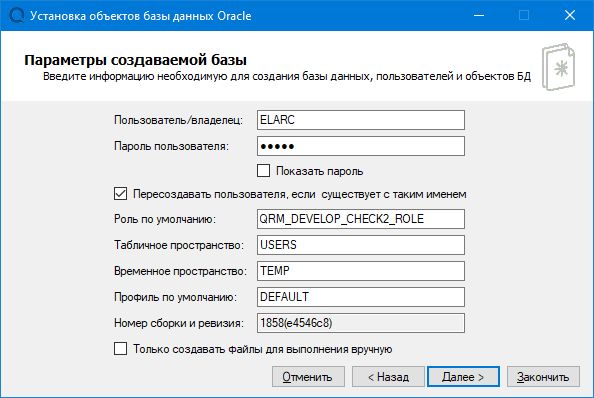 Установка объектов базы данных Oracle
Параметры создаваемой базы
Введите информацию необходимую для создания базы данных, пользователей и объектов БД
Пользователь/владелец: ELARC
Пароль пользователя: ●●●●●
Показать пароль
Пересоздавать пользователя, если существует с таким именем
Роль по умолчанию: QRM_DEVELOP_CHECK2_ROLE
Табличное пространство: USERS
Временное пространство: TEMP
Профиль по умолчанию: DEFAULT
Номер сборки и ревизия: 1858(e4546c8)
Только создавать файлы для выполнения вручную
Отменить < Назад Далее > Закончить